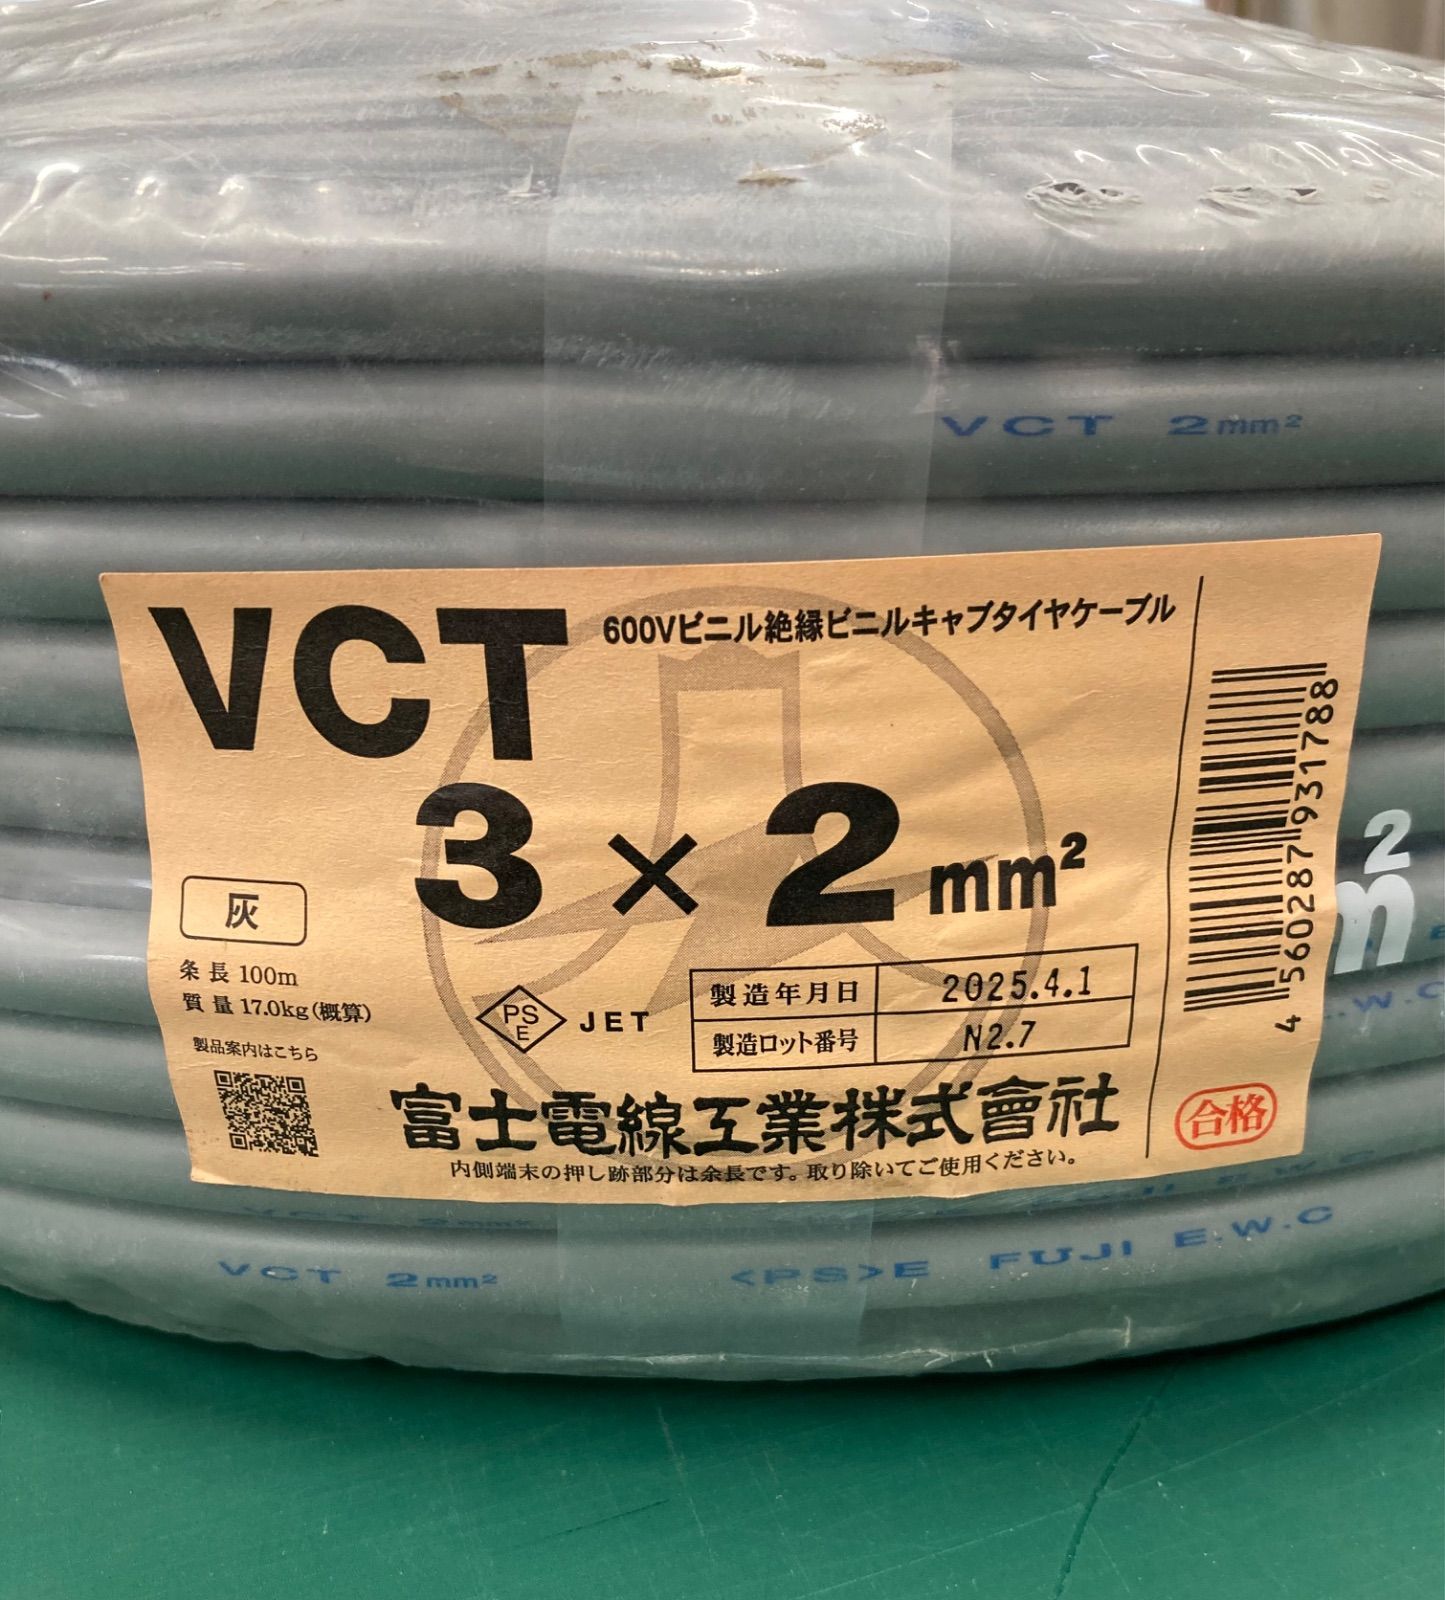 VCT 2mm²
VCT
600Vビニル絶縁ビニルキャブタイヤケーブル
3×2mm²
灰
条長 100m
質量 17.0kg(概算)
製品案内はこちら
PS
E
JET
製造年月日 2025.4.1
製造ロット番号 N2.7
富士電線工業株式會社
内側端末の押し跡部分は余長です。取り除いてご使用ください。
4560287931788
合格
m²
.W.C
VCT 2mm²
UJI E.W.C
VCT 2mm² <PS>E FUJI E.W.C